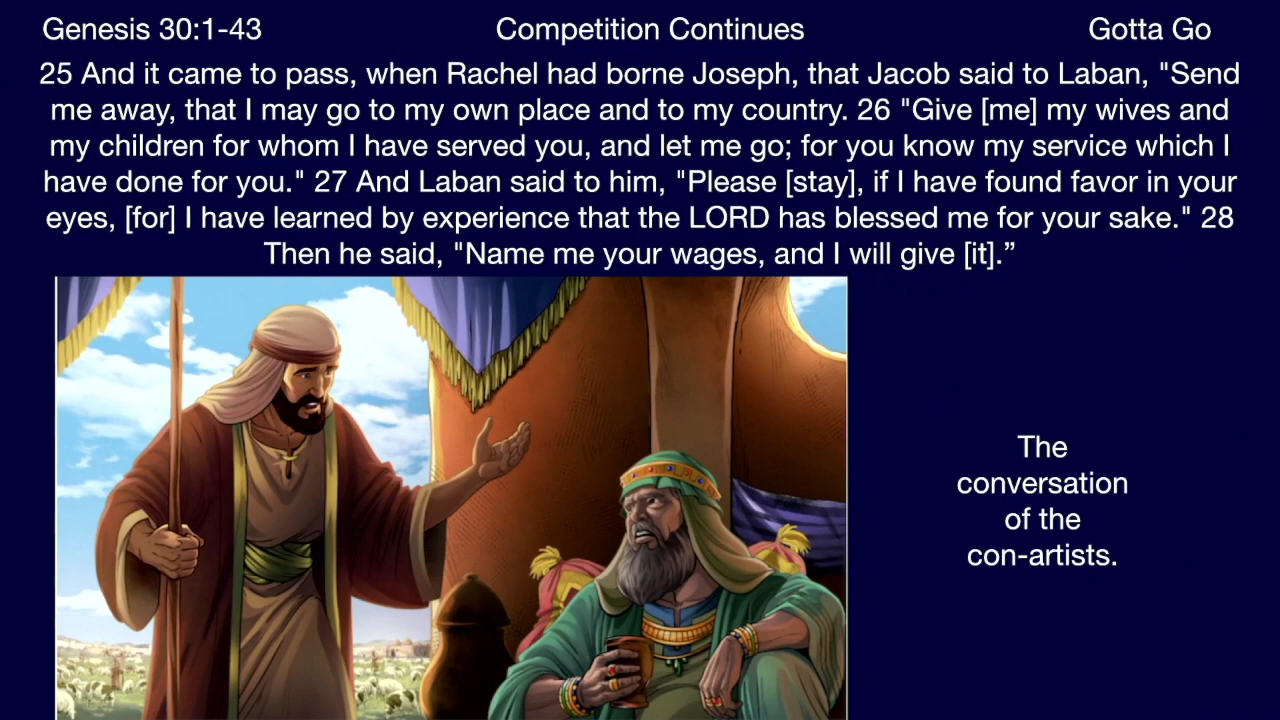 Genesis 30:1-43 Competition Continues Gotta Go
25 And it came to pass, when Rachel had borne Joseph, that Jacob said to Laban, "Send
me away, that I may go to my own place and to my country. 26 "Give [me] my wives and
my children for whom I have served you, and let me go; for you know my service which I
have done for you." 27 And Laban said to him, "Please [stay], if I have found favor in your
eyes, [for] I have learned by experience that the LORD has blessed me for your sake." 28
Then he said, "Name me your wages, and I will give [it].”
The
conversation
of the
con-artists.